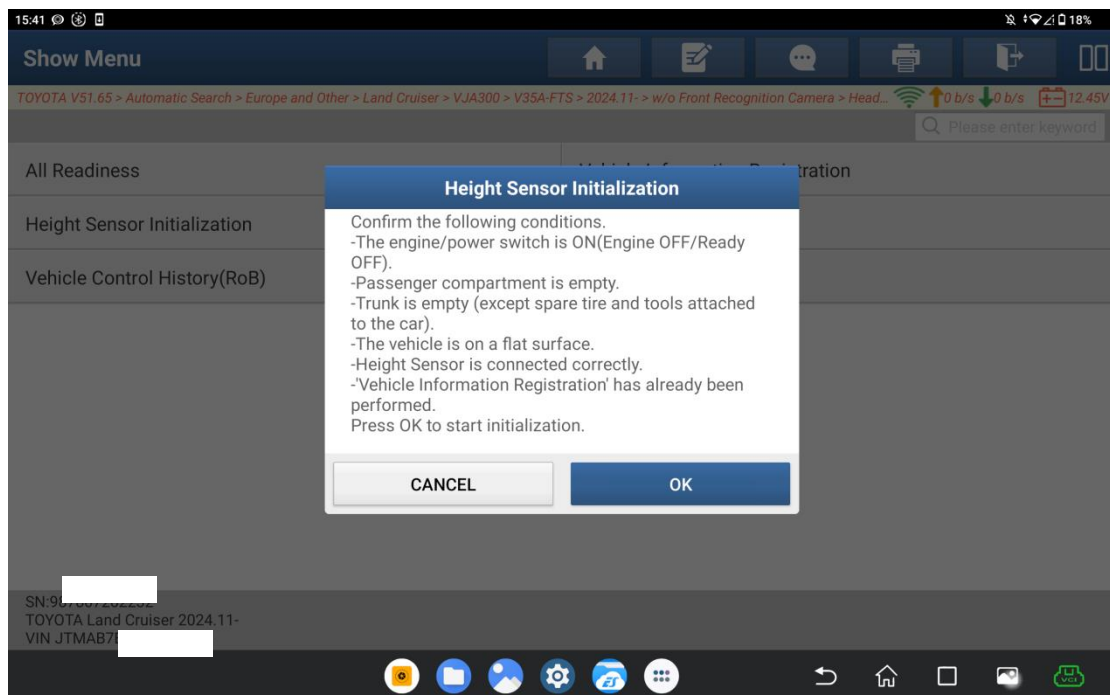 15:41
18%
Show Menu
TOYOTA V51.65 > Automatic Search > Europe and Other > Land Cruiser > VJA300 > V35A-FTS > 2024.11- > w/o Front Recognition Camera > Head... 0 b/s 0 b/s 12.45V
Please enter keyword
All Readiness
Height Sensor Initialization
Vehicle Control History(RoB)
Height Sensor Initialization
Confirm the following conditions.
-The engine/power switch is ON(Engine OFF/Ready
OFF).
-Passenger compartment is empty.
-Trunk is empty (except spare tire and tools attached
to the car).
-The vehicle is on a flat surface.
-Height Sensor is connected correctly.
-'Vehicle Information Registration' has already been
performed.
Press OK to start initialization.
CANCEL
OK
TOYOTA Land Cruiser 2024.11-
VIN JTMAB7
VCI